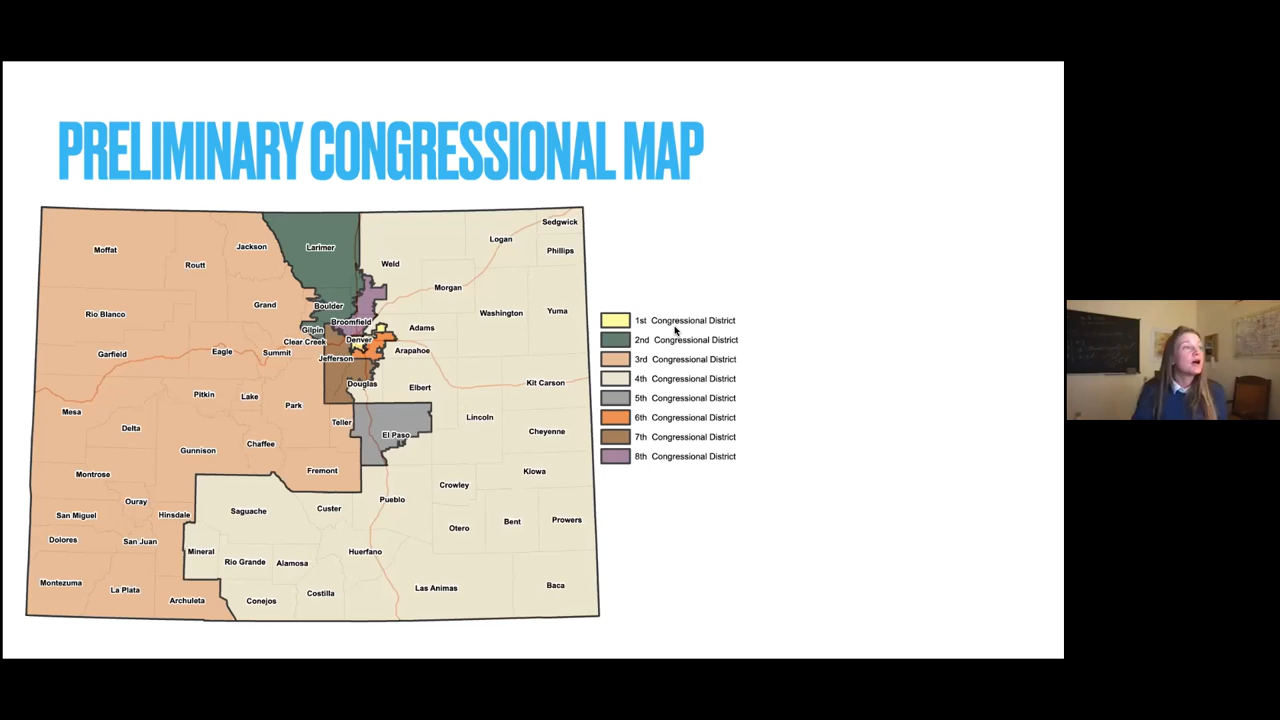 PRELIMINARY CONGRESSIONAL MAP
Sedgwick
Logan
Phillips
Moffat
Jackson
Larimer
Routt
Weld
Morgan
Grand
Boulder
Rio Blanco
Washington
Yuma
Broomfield
Gilpin
Adams
Clear Creek
Denver
Garfield
Eagle
Summit
Jefferson
Arapahoe
Douglas
Elbert
Kit Carson
Pitkin
Lake
Park
Mesa
Teller
Lincoln
Delta
El Paso
Cheyenne
Chaffee
Gunnison
Montrose
Fremont
Kiowa
Crowley
Ouray
Pueblo
San Miguel
Hinsdale
Saguache
Custer
Otero
Bent
Prowers
Dolores
San Juan
Mineral
Rio Grande
Alamosa
Huerfano
Montezuma
La Plata
Archuleta
Conejos
Costilla
Las Animas
Baca
1st Congressional District
2nd Congressional District
3rd Congressional District
4th Congressional District
5th Congressional District
6th Congressional District
7th Congressional District
8th Congressional District